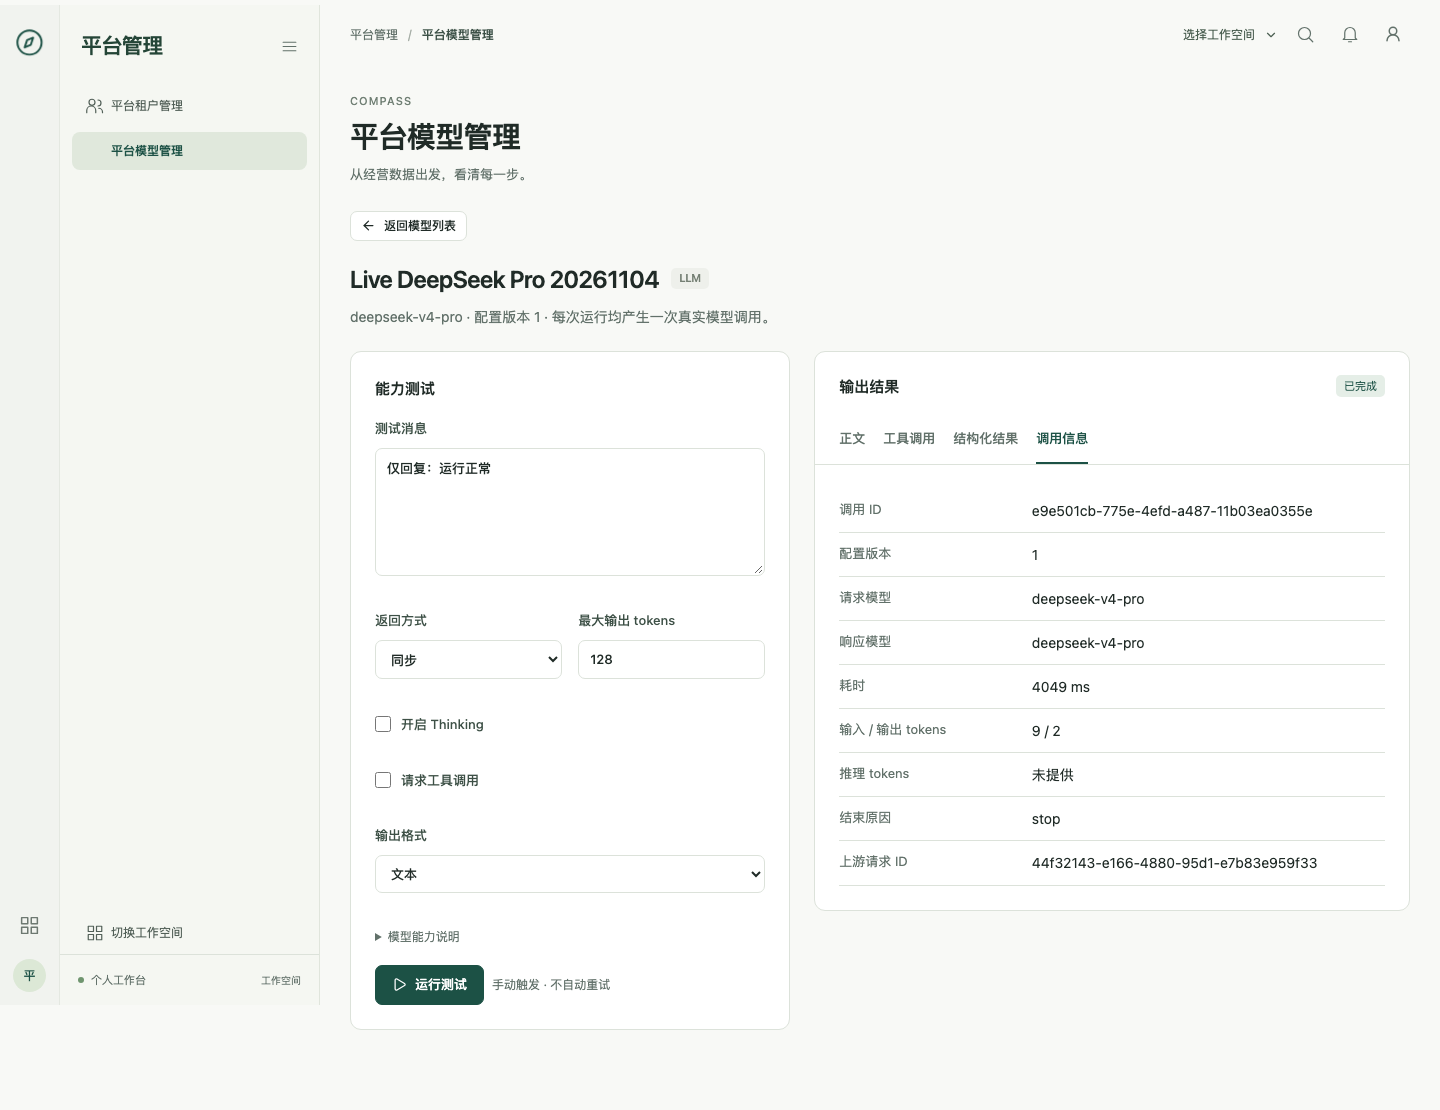 平台管理
平台租户管理
平台模型管理
切换工作空间
平
个人工作台
工作空间
平台管理 / 平台模型管理
选择工作空间
COMPASS
平台模型管理
从经营数据出发，看清每一步。
返回模型列表
Live DeepSeek Pro 20261104 LLM
deepseek-v4-pro · 配置版本 1 · 每次运行均产生一次真实模型调用。
能力测试
测试消息
仅回复：运行正常
返回方式
最大输出 tokens
同步
128
开启 Thinking
请求工具调用
输出格式
文本
模型能力说明
运行测试
手动触发 · 不自动重试
输出结果
已完成
正文 工具调用 结构化结果 调用信息
调用 ID e9e501cb-775e-4efd-a487-11b03ea0355e
配置版本 1
请求模型 deepseek-v4-pro
响应模型 deepseek-v4-pro
耗时 4049 ms
输入 / 输出 tokens 9 / 2
推理 tokens 未提供
结束原因 stop
上游请求 ID 44f32143-e166-4880-95d1-e7b83e959f33